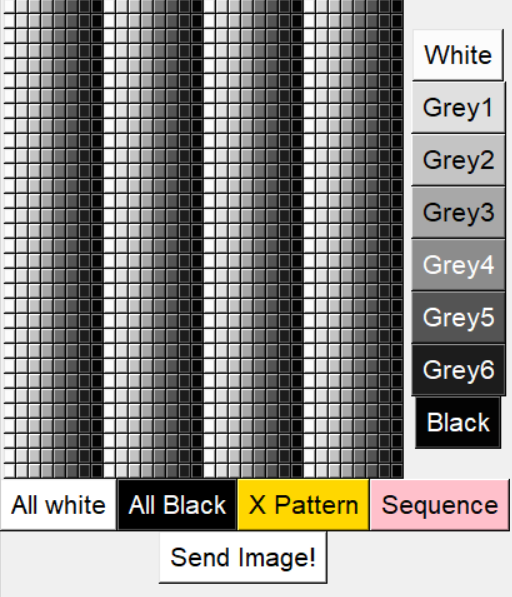 White
Grey1
Grey2
Grey3
Grey4
Grey5
Grey6
Black
All white All Black X Pattern Sequence
Send Image!